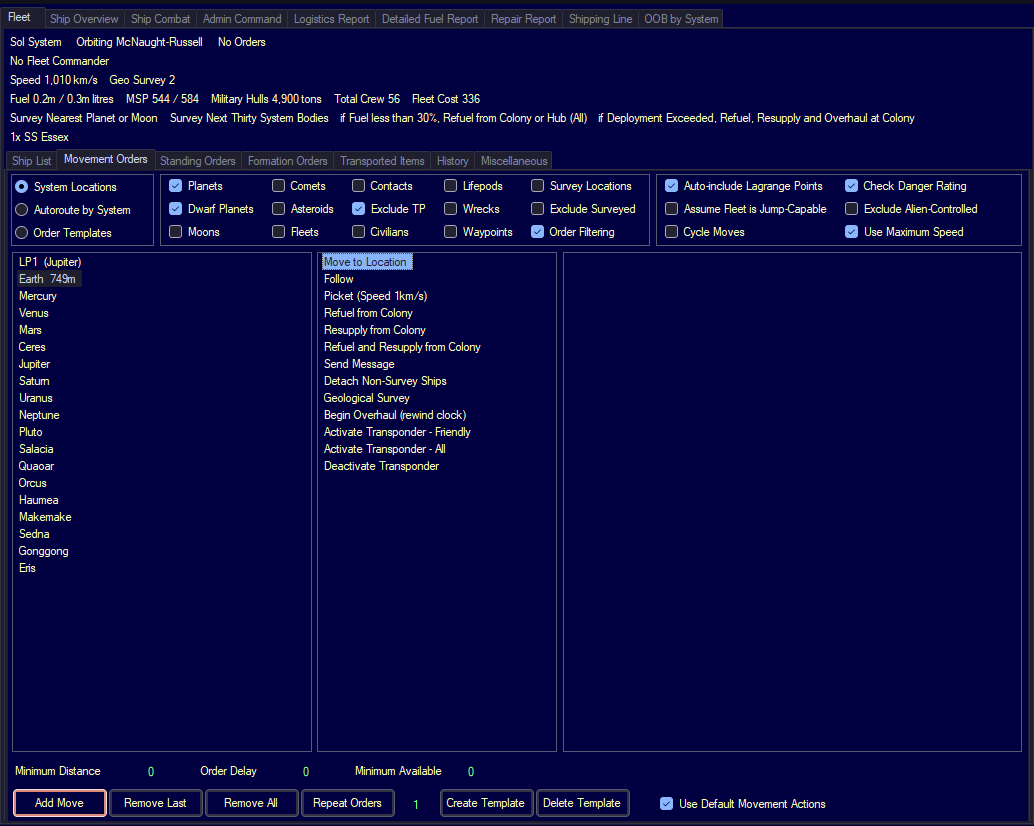 Fleet Ship Overview Ship Combat Admin Command Logistics Report Detailed Fuel Report Repair Report Shipping Line OOB by System
Sol System Orbiting McNaught-Russell No Orders
No Fleet Commander
Speed 1,010 km/s Geo Survey 2
Fuel 0.2m / 0.3m litres MSP 544 / 584 Military Hulls 4,900 tons Total Crew 56 Fleet Cost 336
Survey Nearest Planet or Moon Survey Next Thirty System Bodies if Fuel less than 30%, Refuel from Colony or Hub (All) if Deployment Exceeded, Refuel, Resupply and Overhaul at Colony
1x SS Essex
Ship List Movement Orders Standing Orders Formation Orders Transported Items History Miscellaneous
System Locations
Autoroute by System
Order Templates
Planets Comets Contacts Lifepods Survey Locations
Dwarf Planets Asteroids Exclude TP Wrecks Exclude Surveyed
Moons Fleets Civilians Waypoints Order Filtering
Auto-include Lagrange Points Check Danger Rating
Assume Fleet is Jump-Capable Exclude Alien-Controlled
Cycle Moves Use Maximum Speed
LP1 (Jupiter)
Earth 749m
Mercury
Venus
Mars
Ceres
Jupiter
Saturn
Uranus
Neptune
Pluto
Salacia
Quaoar
Orcus
Haumea
Makemake
Sedna
Gonggong
Eris
Move to Location
Follow
Picket (Speed 1km/s)
Refuel from Colony
Resupply from Colony
Refuel and Resupply from Colony
Send Message
Detach Non-Survey Ships
Geological Survey
Begin Overhaul (rewind clock)
Activate Transponder - Friendly
Activate Transponder - All
Deactivate Transponder
Minimum Distance 0 Order Delay 0 Minimum Available 0
Add Move Remove Last Remove All Repeat Orders 1 Create Template Delete Template Use Default Movement Actions